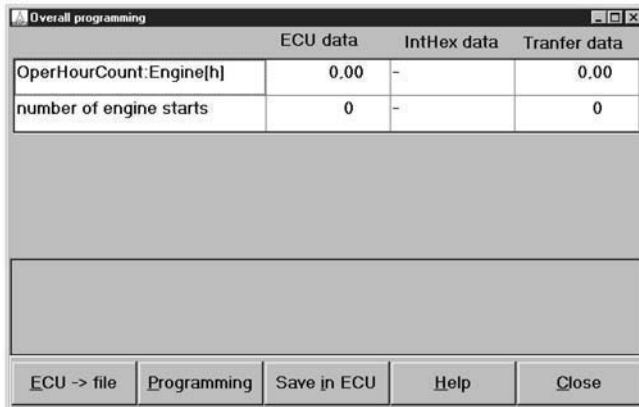 Overall programming
ECU data IntHex data Tranfer data
OperHourCount:Engine[h] 0.00 - 0.00
number of engine starts 0 - 0
ECU -> file Programming Save in ECU Help Close